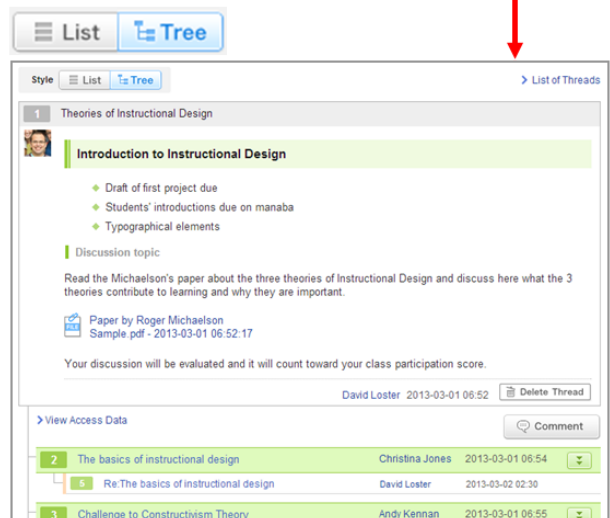 List Tree
Style List Tree
List of Threads
1 Theories of Instructional Design
Introduction to Instructional Design
Draft of first project due
Students' introductions due on manaba
Typographical elements
Discussion topic
Read the Michaelson's paper about the three theories of Instructional Design and discuss here what the 3
theories contribute to learning and why they are important.
FILE
Paper by Roger Michaelson
Sample.pdf - 2013-03-01 06:52:17
Your discussion will be evaluated and it will count toward your class participation score.
David Loster 2013-03-01 06:52 Delete Thread
View Access Data
Comment
2 The basics of instructional design Christina Jones 2013-03-01 06:54
5 Re:The basics of instructional design David Loster 2013-03-02 02:30
3 Challenge to Constructivism Theory Andy Kennan 2013-03-01 06:55